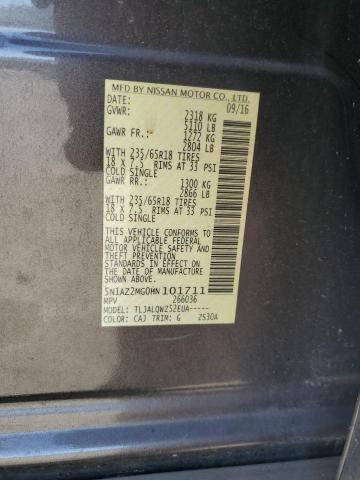 MFD BY NISSAN MOTOR CO., LTD.
DATE: 09/16
GVWR: 2318 KG
5110 LB
GAWR FR.: 1272 KG
2804 LB
WITH 235/65R18 TIRES
18 X 7.5 RIMS AT 33 PSI
COLD SINGLE
GAWR RR.: 1300 KG
2866 LB
WITH 235/65R18 TIRES
18 X 7.5 RIMS AT 33 PSI
COLD SINGLE
THIS VEHICLE CONFORMS TO ALL
APPLICABLE FEDERAL
MOTOR VEHICLE SAFETY AND
THEFT PREVENTION
STANDARDS IN EFFECT ON THE
DATE OF MANUFACTURE
SHOWN ABOVE.
5N1AZ2MG0HN101711
MPV 266036
MODEL: TLJALQWZ52EUA-----
COLOR: CAJ TRIM: G 2530A